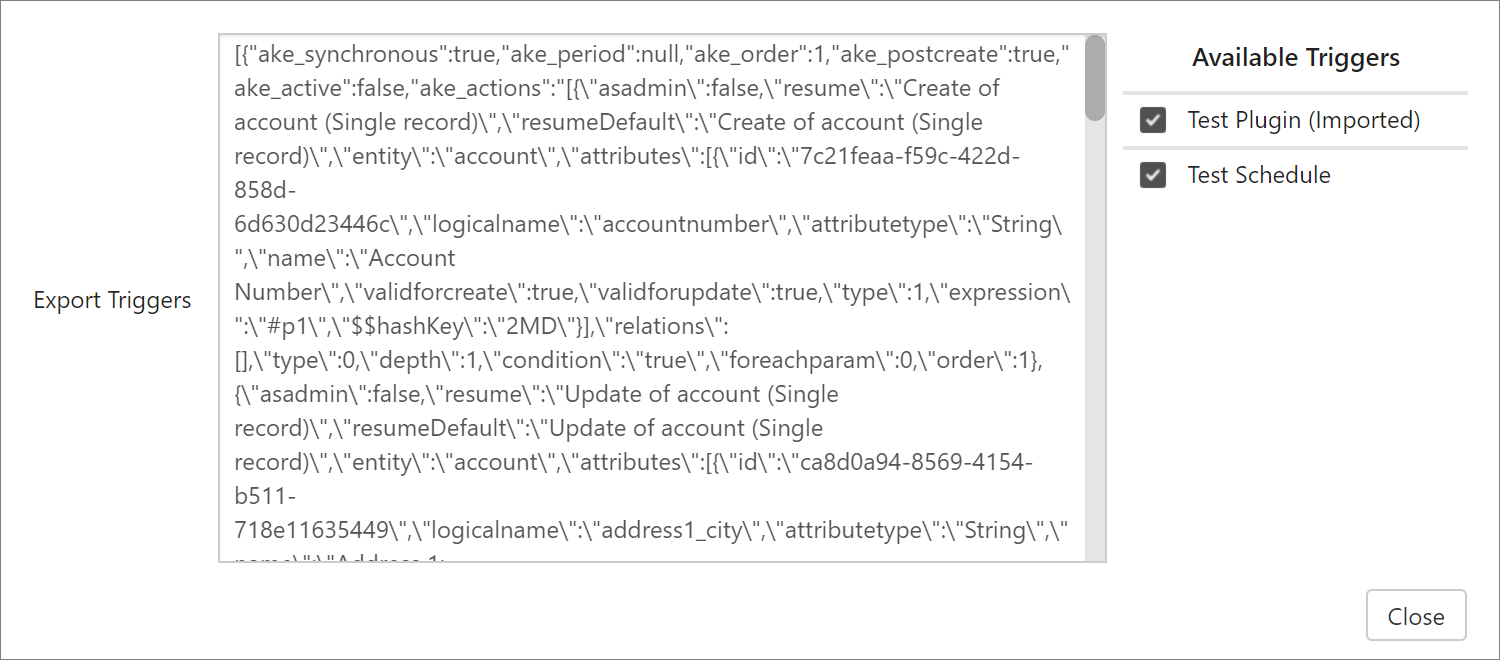 Export Triggers
[{"ake_synchronous":true,"ake_period":null,"ake_order":1,"ake_postcreate":true,"
ake_active":false,"ake_actions":"[{\"asadmin\":false,\"resume\":\"Create of
account (Single record)\",\"resumeDefault\":\"Create of account (Single
record)\",\"entity\":\"account\",\"attributes\":[{\"id\":\"7c21feaa-f59c-422d-
858d-
6d630d23446c\",\"logicalname\":\"accountnumber\",\"attributetype\":\"String\
",\"name\":\"Account
Number\",\"validforcreate\":true,\"validforupdate\":true,\"type\":1,\"expression\
":\"#p1\",\"$$hashKey\":\"2MD\"}],\"relations\":
[],\"type\":0,\"depth\":1,\"condition\":\"true\",\"foreachparam\":0,\"order\":1},
{\"asadmin\":false,\"resume\":\"Update of account (Single
record)\",\"resumeDefault\":\"Update of account (Single
record)\",\"entity\":\"account\",\"attributes\":[{\"id\":\"ca8d0a94-8569-4154-
b511-
718e11635449\",\"logicalname\":\"address1_city\",\"attributetype\":\"String\",\"
name\":\"Address 1:
Available Triggers
Test Plugin (Imported)
Test Schedule
Close